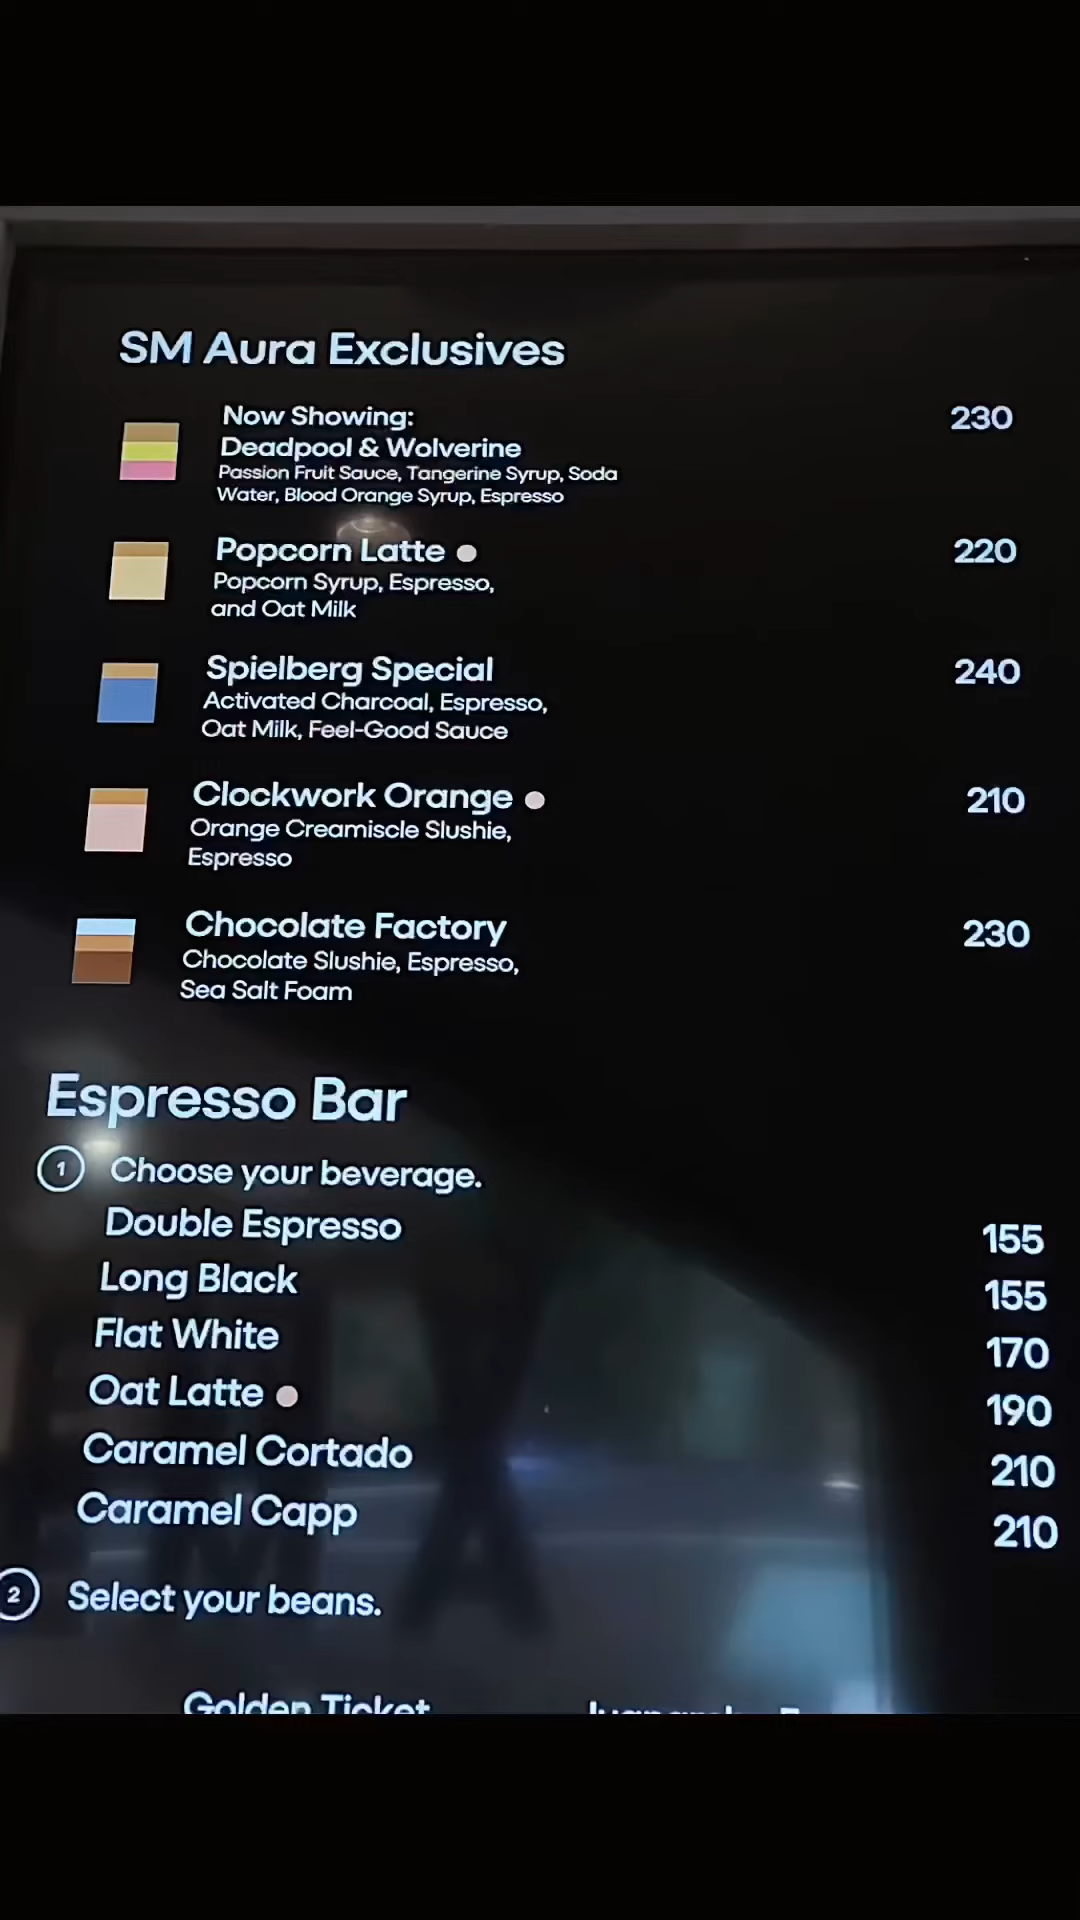 SM Aura Exclusives
Now Showing: 230
Deadpool & Wolverine
Passion Fruit Sauce, Tangerine Syrup, Soda
Water, Blood Orange Syrup, Espresso
Popcorn Latte 220
Popcorn Syrup, Espresso,
and Oat Milk
Spielberg Special 240
Activated Charcoal, Espresso,
Oat Milk, Feel-Good Sauce
Clockwork Orange 210
Orange Creamiscle Slushie,
Espresso
Chocolate Factory 230
Chocolate Slushie, Espresso,
Sea Salt Foam
Espresso Bar
1 Choose your beverage.
Double Espresso 155
Long Black 155
Flat White 170
Oat Latte 190
Caramel Cortado 210
Caramel Capp 210
2 Select your beans.
Golden Ticket